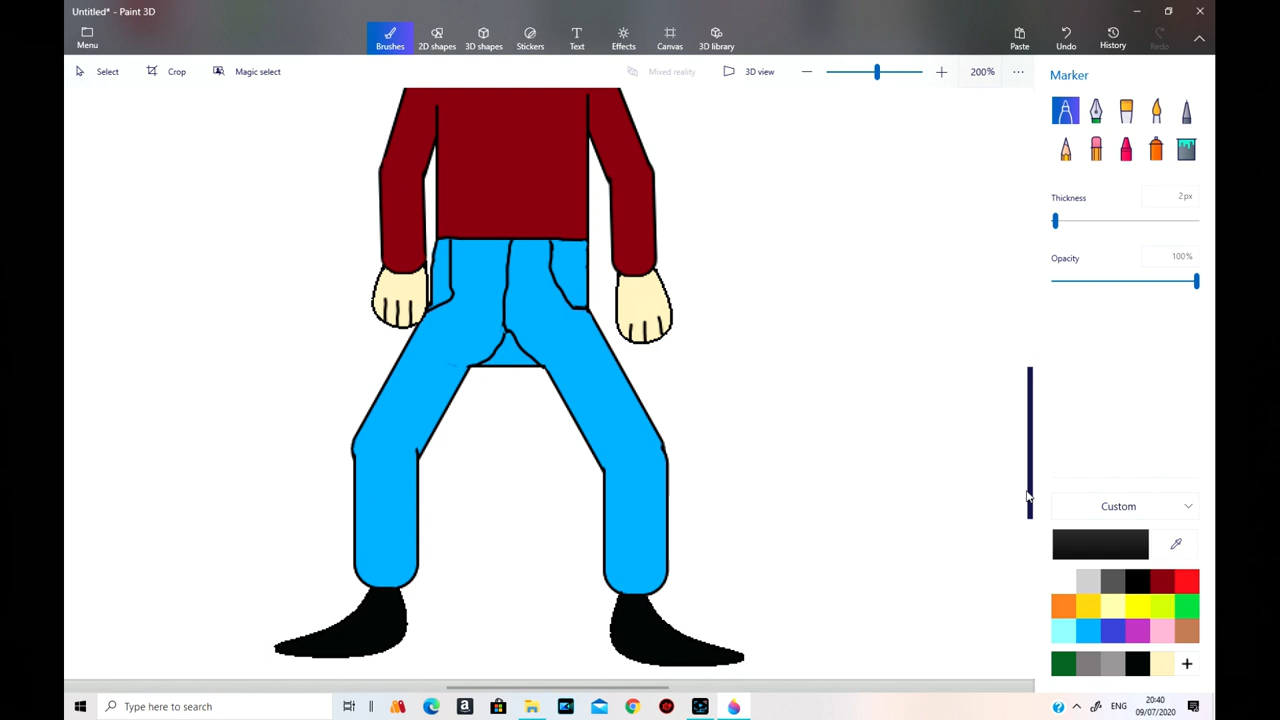 Untitled* - Paint 3D
Menu
Brushes
2D shapes
3D shapes
Stickers
Text
Effects
Canvas
3D library
Paste
Undo
History
Redo
Select
Crop
Magic select
Mixed reality
3D view
200%
Marker
Thickness
2px
Opacity
100%
Custom
Type here to search
ENG
20:40
09/07/2020